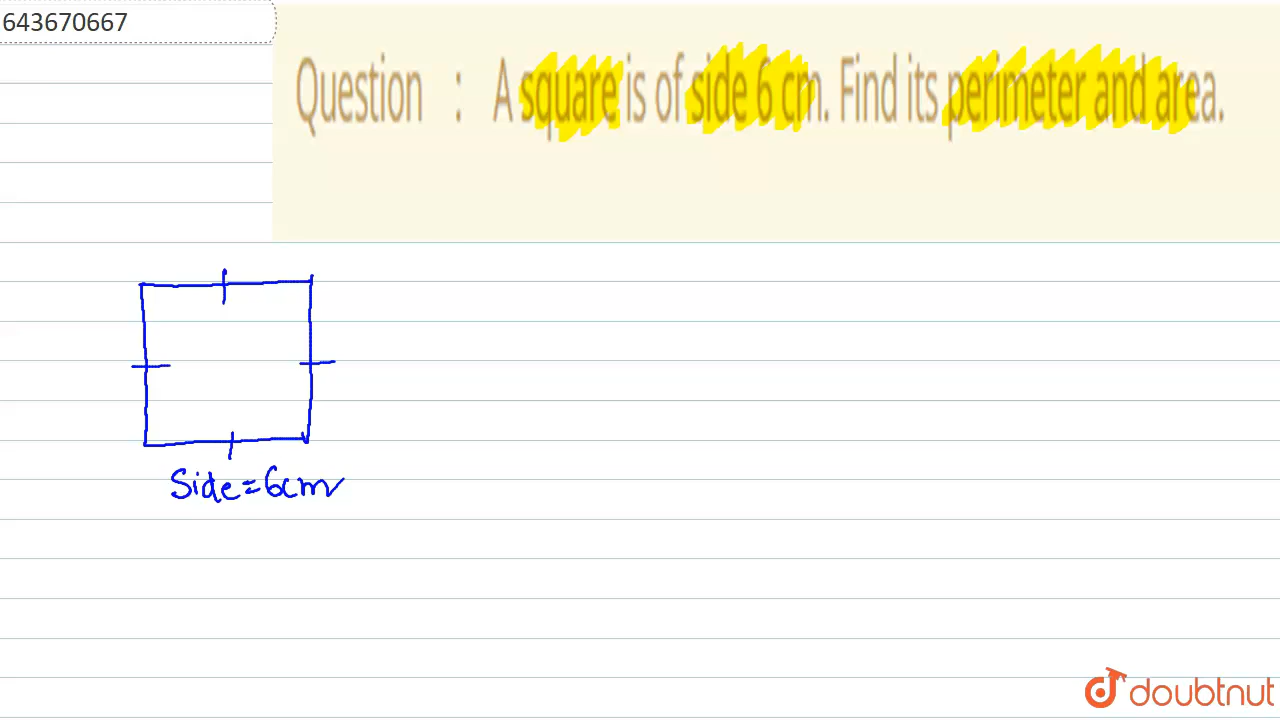 643670667
Question : A square is of side 6 cm. Find its perimeter and area.
Side=6cm
doubtnut